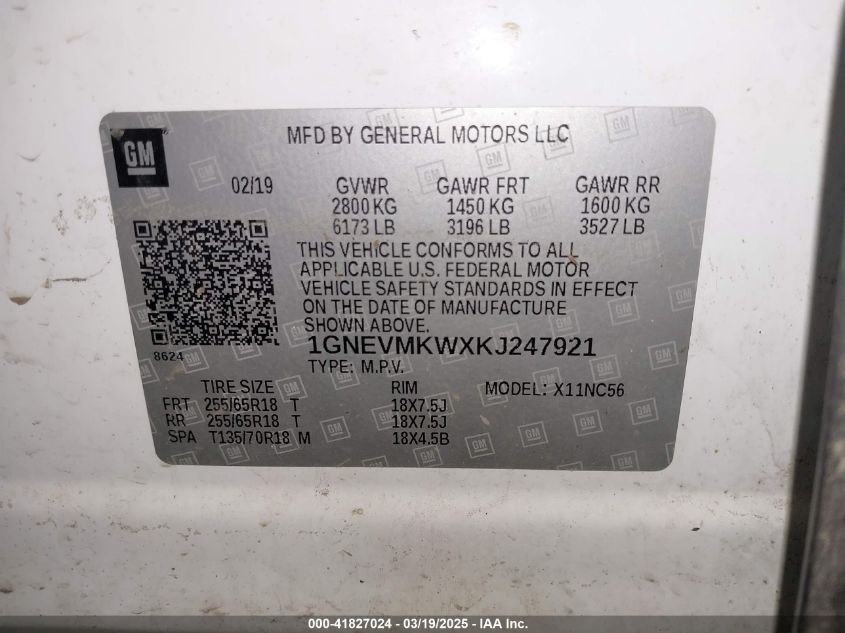 GM
MFD BY GENERAL MOTORS LLC
02/19 GVWR GAWR FRT GAWR RR
2800 KG 1450 KG 1600 KG
6173 LB 3196 LB 3527 LB
THIS VEHICLE CONFORMS TO ALL
APPLICABLE U.S. FEDERAL MOTOR
VEHICLE SAFETY STANDARDS IN EFFECT
ON THE DATE OF MANUFACTURE
SHOWN ABOVE.
8624
1GNEVMKWXKJ247921
TYPE: M.P.V.
TIRE SIZE RIM MODEL: X11NC56
FRT 255/65R18 T 18X7.5J
RR 255/65R18 T 18X7.5J
SPA T135/70R18 M 18X4.5B
000-41827024 — 03/19/2025 — IAA Inc.